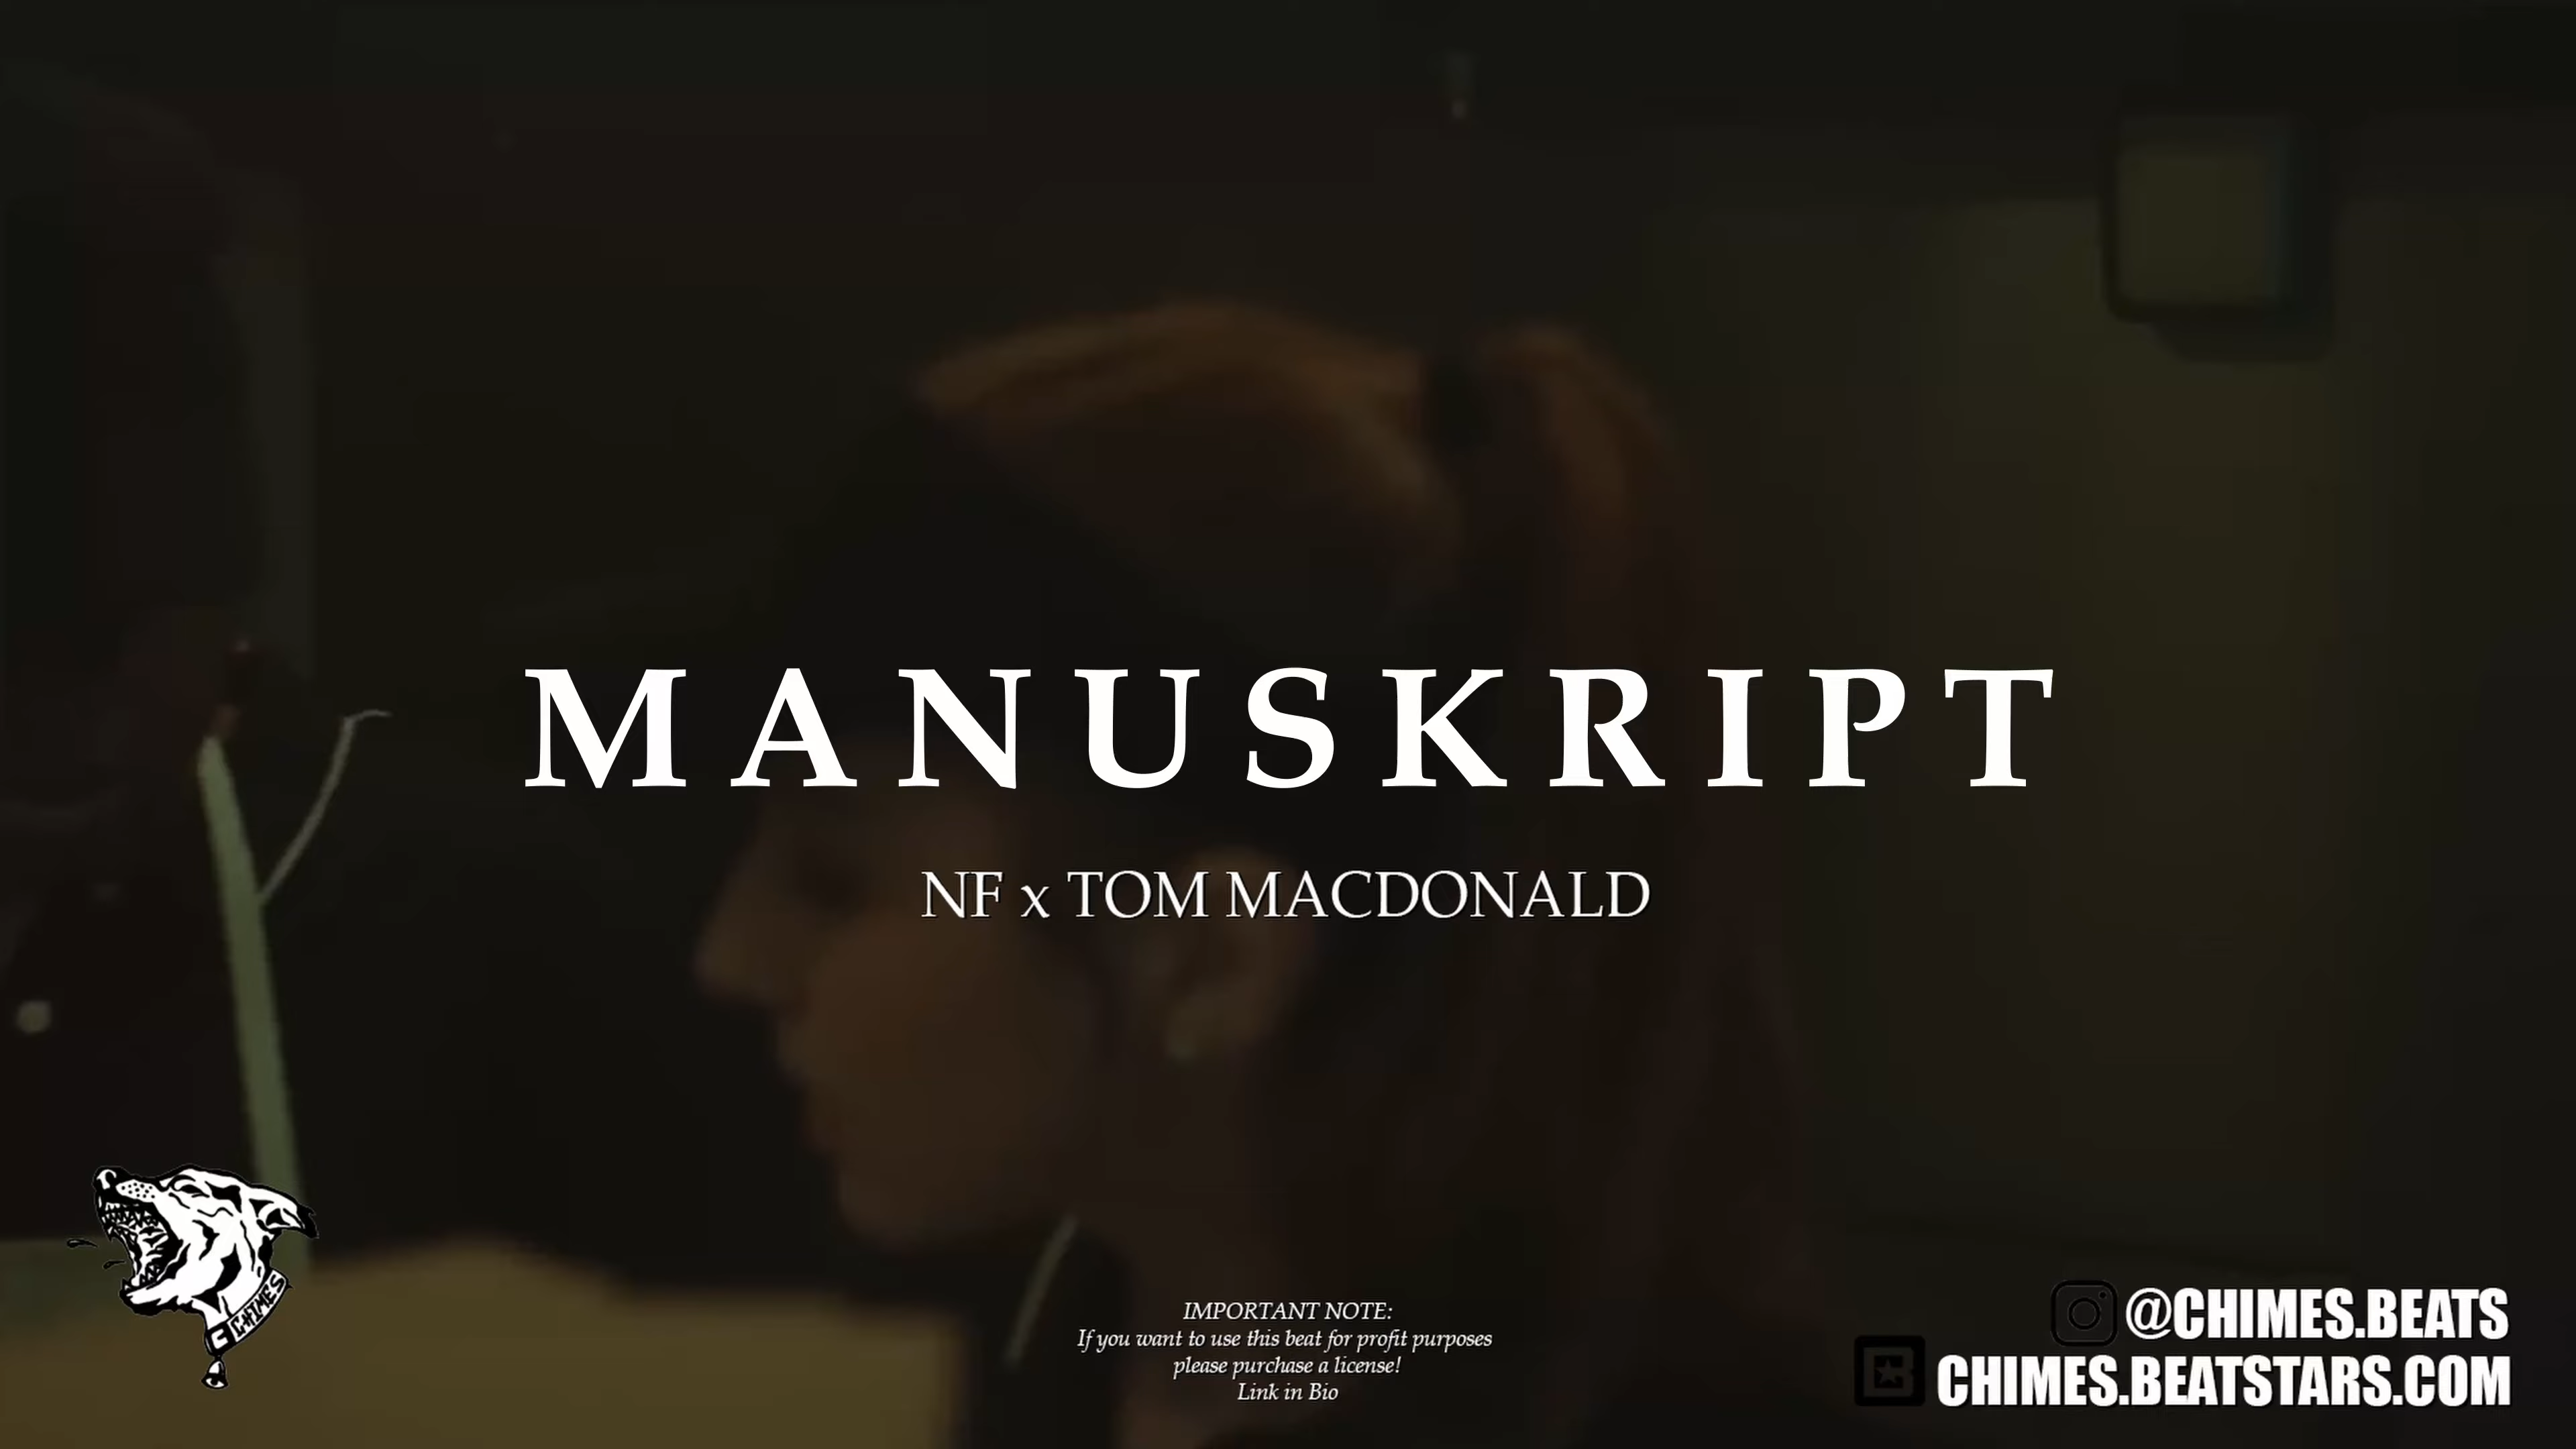 MANUSKRIPT
NF x TOM MACDONALD
CHIMES
C
IMPORTANT NOTE:
If you want to use this beat for profit purposes
please purchase a license!
Link in Bio
@CHIMES.BEATS
CHIMES.BEATSTARS.COM